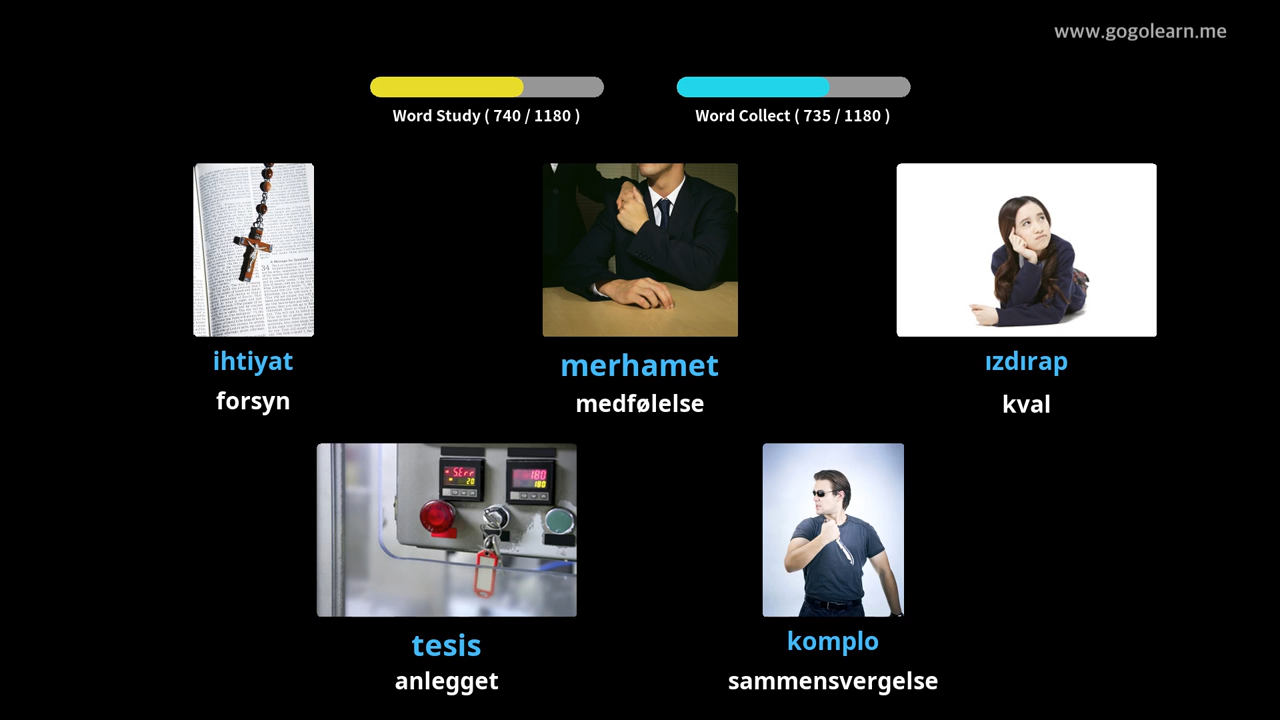 www.gogolearn.me
Word Study ( 740 / 1180 )
Word Collect ( 735 / 1180 )
ihtiyat
forsyn
merhamet
medfølelse
ızdırap
kval
tesis
anlegget
komplo
sammensvergelse